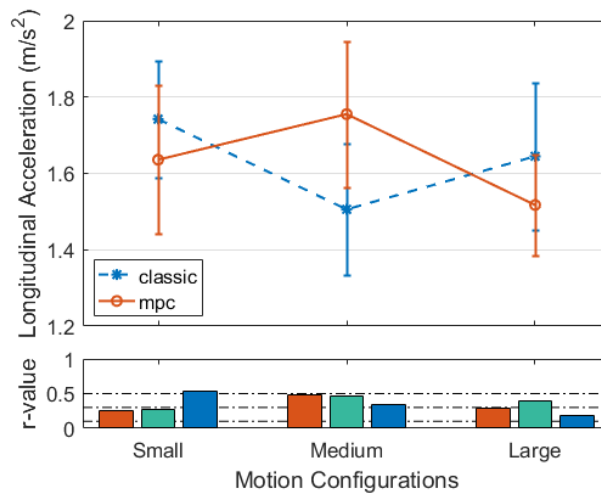 Longitudinal Acceleration (m/s²)
2
1.8
1.6
1.4
1.2
classic
mpc
r-value
1
0.5
0
Small Medium Large
Motion Configurations